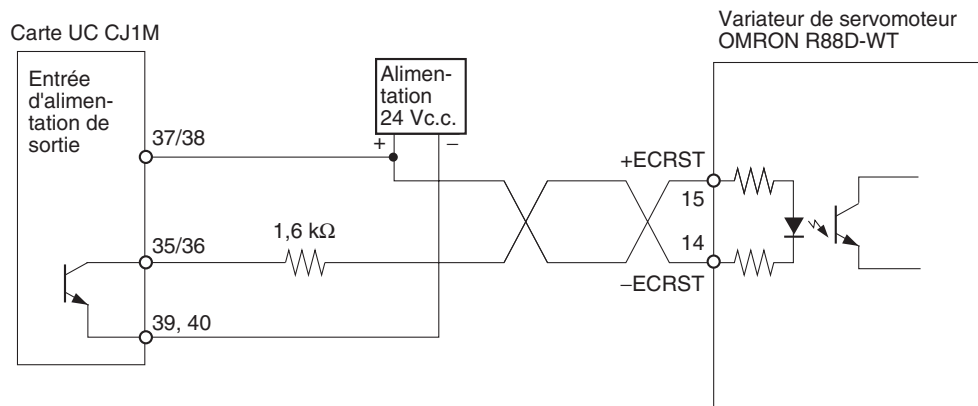 Carte UC CJ1M
Variateur de servomoteur
OMRON R88D-WT
Entrée
d'alimen-
tation de
sortie
Alimen-
tation
24 Vc.c.
+
–
37/38
+ECRST
15
35/36
1,6 kΩ
14
–ECRST
39, 40